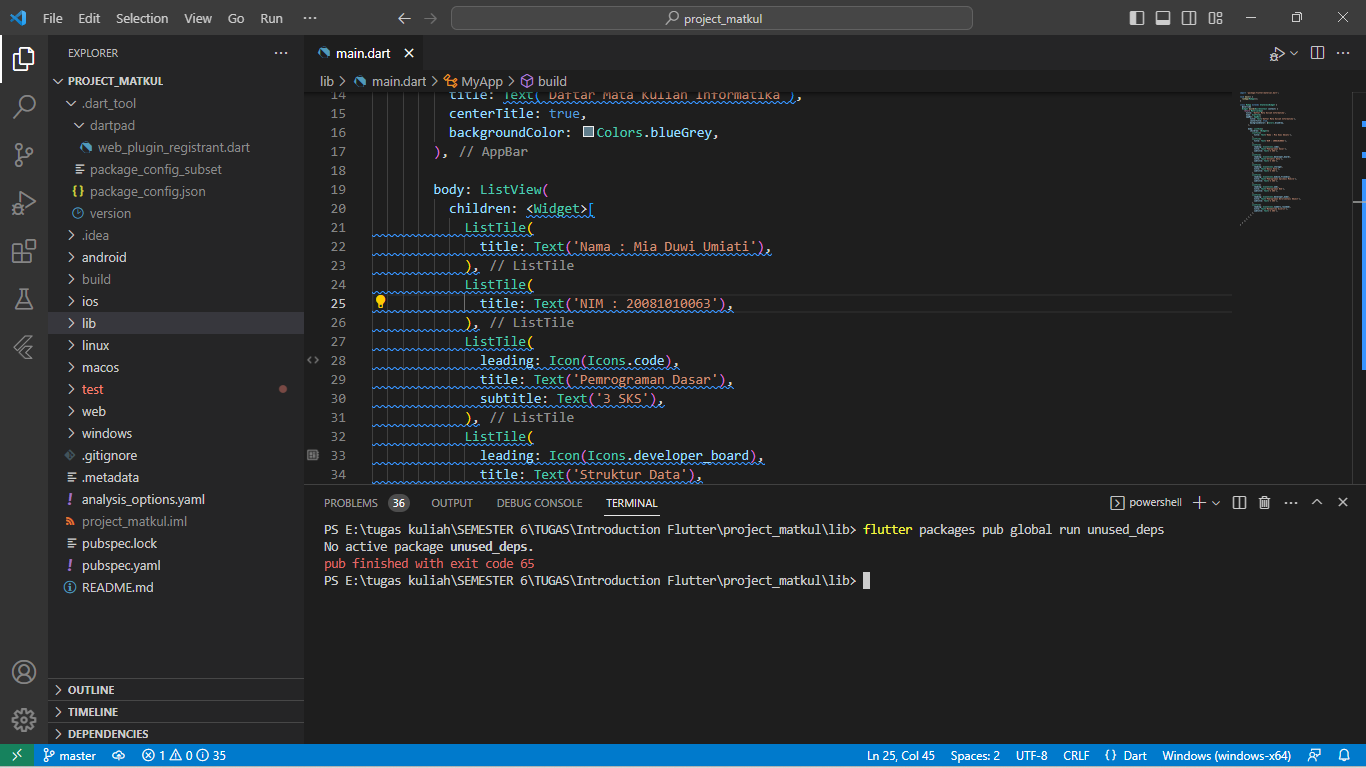 File Edit Selection View Go Run ··· project_matkul
EXPLORER ···
PROJECT_MATKUL
.dart_tool
dartpad
web_plugin_registrant.dart
package_config_subset
{} package_config.json
version
.idea
android
build
ios
lib
linux
macos
test
web
windows
.gitignore
.metadata
! analysis_options.yaml
project_matkul.iml
pubspec.lock
! pubspec.yaml
README.md
OUTLINE
TIMELINE
DEPENDENCIES
main.dart
lib > main.dart > MyApp > build
14 title: Text('Daftar Mata Kuliah Informatika'),
15 centerTitle: true,
16 backgroundColor: Colors.blueGrey,
17 ), // AppBar
18
19 body: ListView(
20 children: <Widget>[
21 ListTile(
22 title: Text('Nama : Mia Duwi Umiati'),
23 ), // ListTile
24 ListTile(
25 title: Text('NIM : 20081010063'),
26 ), // ListTile
27 ListTile(
28 leading: Icon(Icons.code),
29 title: Text('Pemrograman Dasar'),
30 subtitle: Text('3 SKS'),
31 ), // ListTile
32 ListTile(
33 leading: Icon(Icons.developer_board),
34 title: Text('Struktur Data'),
PROBLEMS 36 OUTPUT DEBUG CONSOLE TERMINAL powershell
PS E:\tugas kuliah\SEMESTER 6\TUGAS\Introduction Flutter\project_matkul\lib> flutter packages pub global run unused_deps
No active package unused_deps.
pub finished with exit code 65
PS E:\tugas kuliah\SEMESTER 6\TUGAS\Introduction Flutter\project_matkul\lib>
master 1 0 35 Ln 25, Col 45 Spaces: 2 UTF-8 CRLF {} Dart Windows (windows-x64)